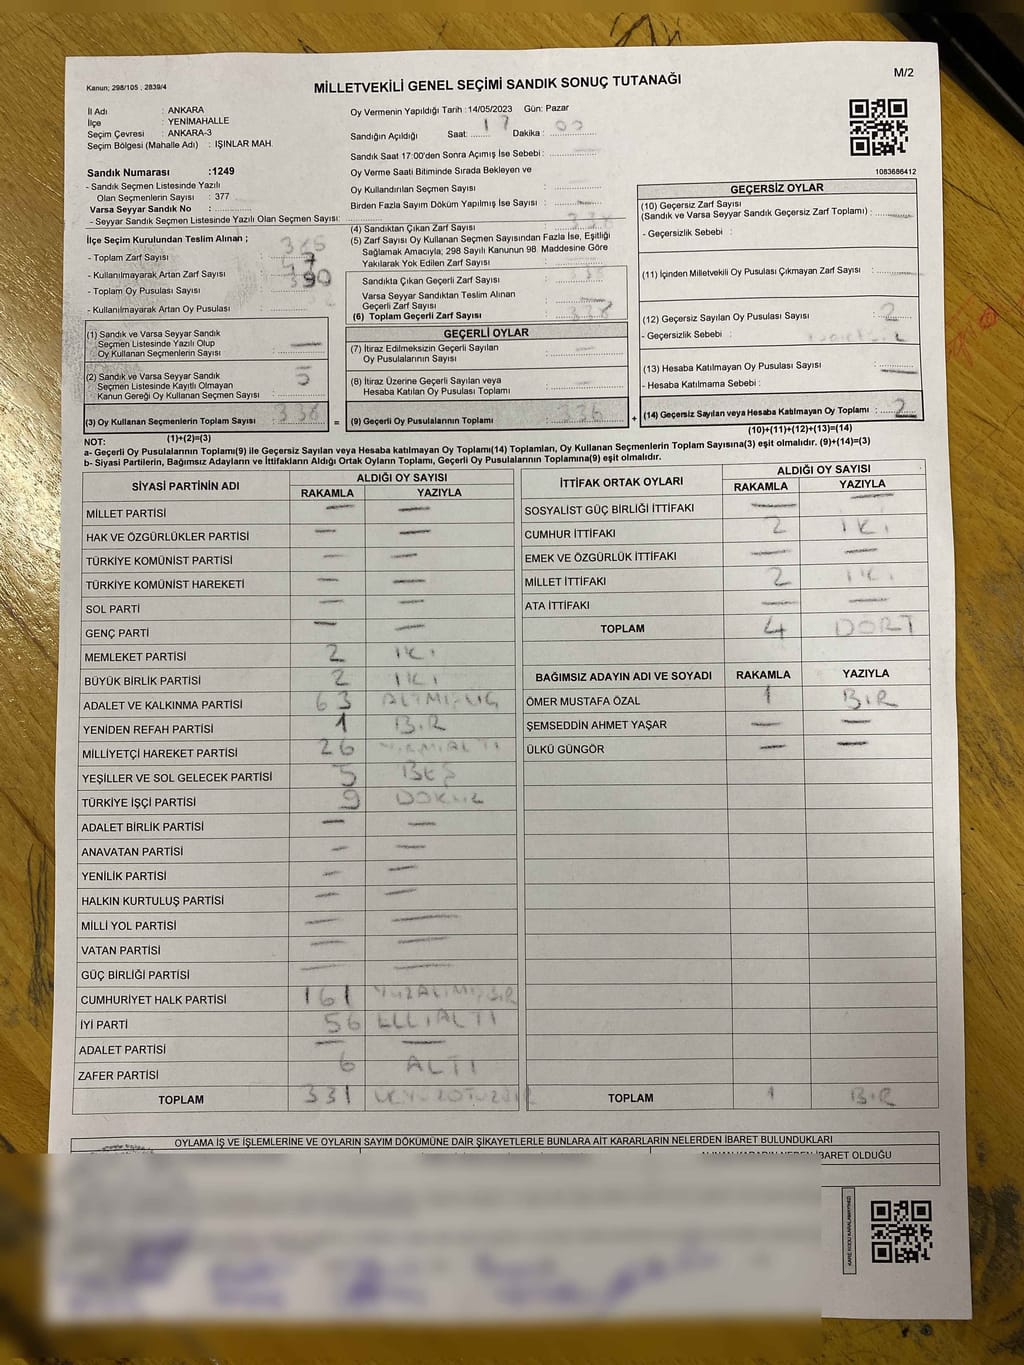 Kanun; 298/105 , 2839/4
MİLLETVEKİLİ GENEL SEÇİMİ SANDIK SONUÇ TUTANAĞI
M/2
İl Adı : ANKARA
İlçe : YENİMAHALLE
Seçim Çevresi : ANKARA-3
Seçim Bölgesi (Mahalle Adı) : IŞINLAR MAH.
Sandık Numarası :1249
- Sandık Seçmen Listesinde Yazılı
Olan Seçmenlerin Sayısı : 377
Varsa Seyyar Sandık No :
- Seyyar Sandık Seçmen Listesinde Yazılı Olan Seçmen Sayısı:
Oy Vermenin Yapıldığı Tarih :14/05/2023 Gün: Pazar
Sandığın Açıldığı Saat: 17 Dakika : 00
Sandık Saat 17:00'den Sonra Açımış İse Sebebi :
Oy Verme Saati Bitiminde Sırada Bekleyen ve
Oy Kullandırılan Seçmen Sayısı :
Birden Fazla Sayım Döküm Yapılmış İse Sayısı :
1083686412
İlçe Seçim Kurulundan Teslim Alınan ;
- Toplam Zarf Sayısı :
- Kullanılmayarak Artan Zarf Sayısı :
- Toplam Oy Pusulası Sayısı :
- Kullanılmayarak Artan Oy Pusulası :
(4) Sandıktan Çıkan Zarf Sayısı : 338
(5) Zarf Sayısı Oy Kullanan Seçmen Sayısından Fazla İse, Eşitliği
Sağlamak Amacıyla; 298 Sayılı Kanunun 98. Maddesine Göre
Yakılarak Yok Edilen Zarf Sayısı :
Sandıkta Çıkan Geçerli Zarf Sayısı : 338
Varsa Seyyar Sandıktan Teslim Alınan
Geçerli Zarf Sayısı :
(6) Toplam Geçerli Zarf Sayısı : 338
GEÇERSİZ OYLAR
(10) Geçersiz Zarf Sayısı
(Sandık ve Varsa Seyyar Sandık Geçersiz Zarf Toplamı) :
- Geçersizlik Sebebi :
(11) İçinden Milletvekili Oy Pusulası Çıkmayan Zarf Sayısı :
(12) Geçersiz Sayılan Oy Pusulası Sayısı : 2
- Geçersizlik Sebebi :
(13) Hesaba Katılmayan Oy Pusulası Sayısı :
- Hesaba Katılmama Sebebi :
(1) Sandık ve Varsa Seyyar Sandık
Seçmen Listesinde Yazılı Olup
Oy Kullanan Seçmenlerin Sayısı :
(2) Sandık ve Varsa Seyyar Sandık
Seçmen Listesinde Kayıtlı Olmayan
Kanun Gereği Oy Kullanan Seçmen Sayısı : 5
GEÇERLİ OYLAR
(7) İtiraz Edilmeksizin Geçerli Sayılan
Oy Pusulalarının Sayısı :
(8) İtiraz Üzerine Geçerli Sayılan veya
Hesaba Katılan Oy Pusulası Toplamı :
(3) Oy Kullanan Seçmenlerin Toplam Sayısı : 338 = (9) Geçerli Oy Pusulalarının Toplamı : 336 + (14) Geçersiz Sayılan veya Hesaba Katılmayan Oy Toplamı : 2
(1)+(2)=(3)
(10)+(11)+(12)+(13)=(14)
NOT:
a- Geçerli Oy Pusulalarının Toplamı(9) ile Geçersiz Sayılan veya Hesaba katılmayan Oy Toplamı(14) Toplamları, Oy Kullanan Seçmenlerin Toplam Sayısına(3) eşit olmalıdır. (9)+(14)=(3)
b- Siyasi Partilerin, Bağımsız Adayların ve İttifakların Aldığı Ortak Oyların Toplamı, Geçerli Oy Pusulalarının Toplamına(9) eşit olmalıdır.
SİYASİ PARTİNİN ADI ALDIĞI OY SAYISI
RAKAMLA YAZIYLA
MİLLET PARTİSİ
HAK VE ÖZGÜRLÜKLER PARTİSİ
TÜRKİYE KOMÜNİST PARTİSİ
TÜRKİYE KOMÜNİST HAREKETİ
SOL PARTİ
GENÇ PARTİ
MEMLEKET PARTİSİ 2 İKİ
BÜYÜK BİRLİK PARTİSİ 2 İKİ
ADALET VE KALKINMA PARTİSİ 63 ALTMIŞÜÇ
YENİDEN REFAH PARTİSİ 1 BİR
MİLLİYETÇİ HAREKET PARTİSİ 26 YİRMİALTI
YEŞİLLER VE SOL GELECEK PARTİSİ 5 BEŞ
TÜRKİYE İŞÇİ PARTİSİ 9 DOKUZ
ADALET BİRLİK PARTİSİ
ANAVATAN PARTİSİ
YENİLİK PARTİSİ
HALKIN KURTULUŞ PARTİSİ
MİLLİ YOL PARTİSİ
VATAN PARTİSİ
GÜÇ BİRLİĞİ PARTİSİ
CUMHURİYET HALK PARTİSİ 161 YÜZALTMIŞBİR
İYİ PARTİ 56 ELLİALTI
ADALET PARTİSİ
ZAFER PARTİSİ 6 ALTI
TOPLAM 331 ÜÇYÜZOTUZBİR
İTTİFAK ORTAK OYLARI ALDIĞI OY SAYISI
RAKAMLA YAZIYLA
SOSYALİST GÜÇ BİRLİĞİ İTTİFAKI
CUMHUR İTTİFAKI 2 İKİ
EMEK VE ÖZGÜRLÜK İTTİFAKI
MİLLET İTTİFAKI 2 İKİ
ATA İTTİFAKI
TOPLAM 4 DÖRT
BAĞIMSIZ ADAYIN ADI VE SOYADI RAKAMLA YAZIYLA
ÖMER MUSTAFA ÖZAL 1 BİR
ŞEMSEDDİN AHMET YAŞAR
ÜLKÜ GÜNGÖR
TOPLAM 1 BİR
OYLAMA İŞ VE İŞLEMLERİNE VE OYLARIN SAYIM DÖKÜMÜNE DAİR ŞİKAYETLERLE BUNLARA AİT KARARLARIN NELERDEN İBARET BULUNDUKLARI
İBARET OLDUĞU
KARE KODU KARALAMAYINIZ)